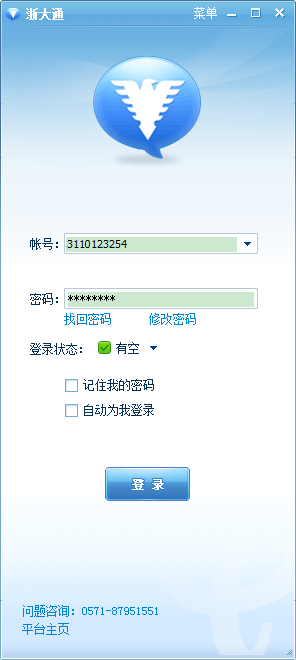 浙大通 菜单
帐号： 3110123254
密码： ********
找回密码 修改密码
登录状态： 有空
记住我的密码
自动为我登录
登 录
问题咨询：0571-87951551
平台主页